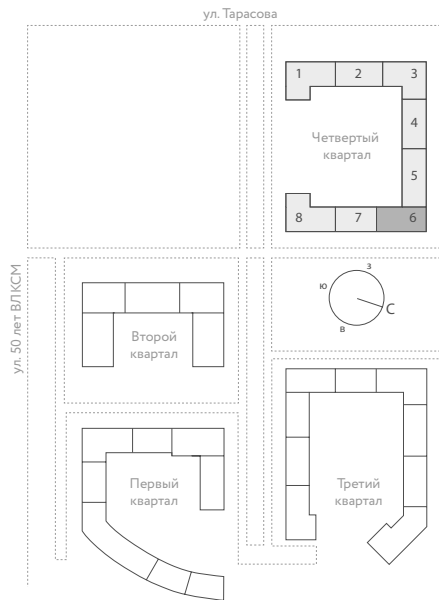 ул. Тарасова
1
2
3
4
Четвертый
квартал
5
8
7
6
ул. 50 лет ВЛКСМ
з
ю
С
в
Второй
квартал
Первый
квартал
Третий
квартал